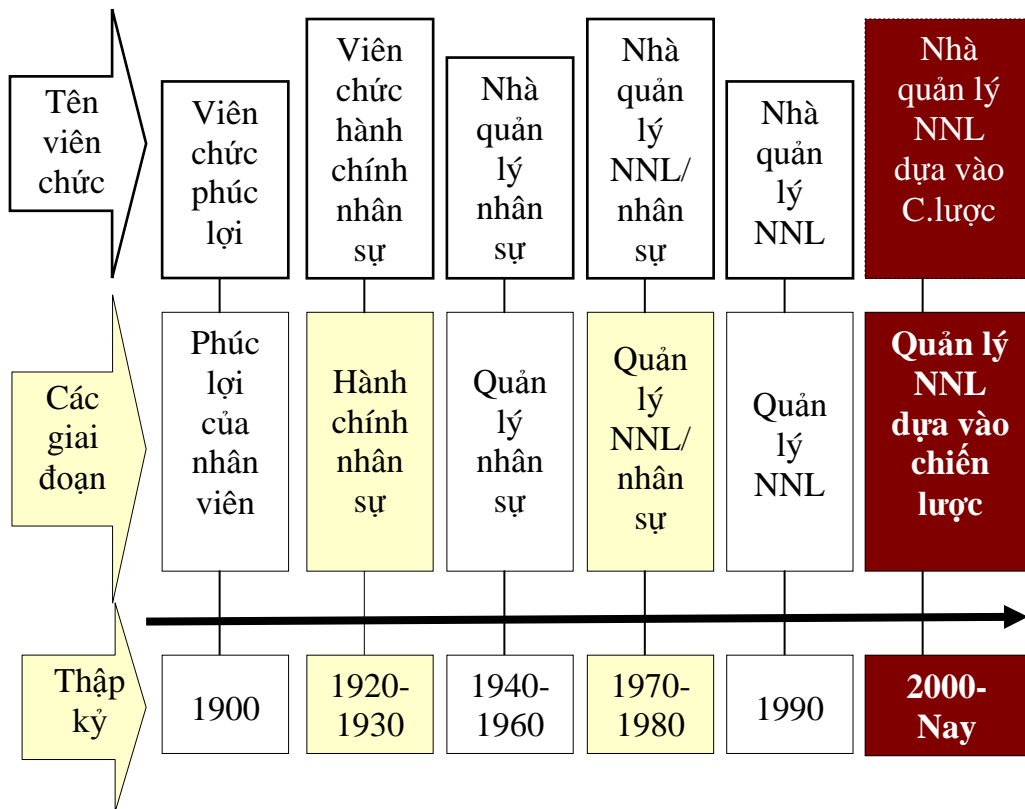 Tên
viên
chức
Viên
chức
phúc
lợi
Viên
chức
hành
chính
nhân
sự
Nhà
quản
lý
nhân
sự
Nhà
quản
lý
NNL/
nhân
sự
Nhà
quản
lý
NNL
Nhà
quản lý
NNL
dựa vào
C.lược
Các
giai
đoạn
Phúc
lợi
của
nhân
viên
Hành
chính
nhân
sự
Quản
lý
nhân
sự
Quản
lý
NNL/
nhân
sự
Quản
lý
NNL
Quản lý
NNL
dựa vào
chiến
lược
Thập
kỷ
1900
1920-
1930
1940-
1960
1970-
1980
1990
2000-
Nay